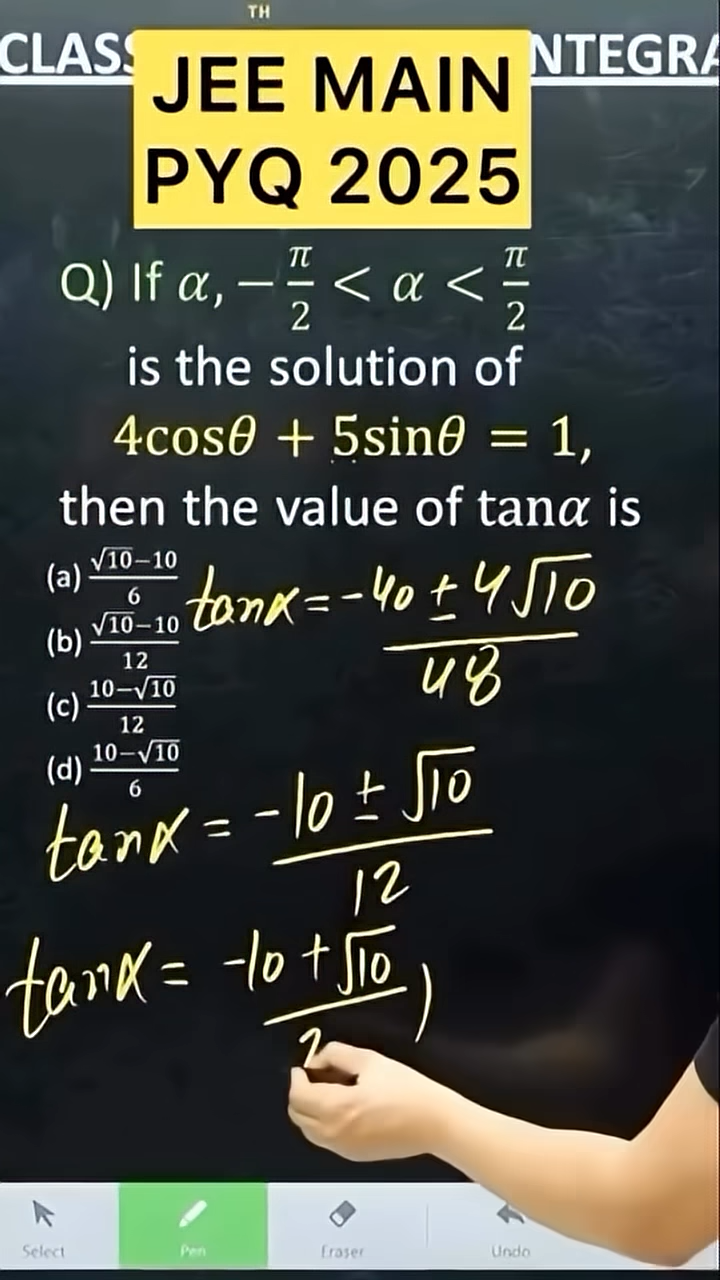 TH
CLASS NTEGRA
JEE MAIN
PYQ 2025
Q) If α, −π/2 < α < π/2
is the solution of
4cosθ + 5sinθ = 1,
then the value of tanα is
(a) √10−10/6
(b) √10−10/12
(c) 10−√10/12
(d) 10−√10/6
tanα = -40 ± 4√10/48
tanα = -10 ± √10/12
tanα = -10 + √10/
Select Pen Eraser Undo